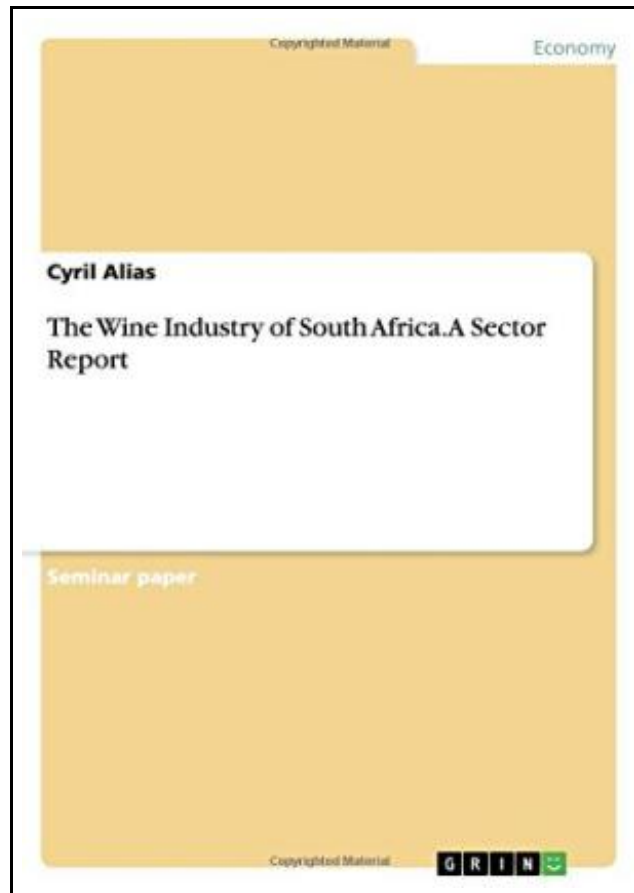 Copyrighted Material
Economy
Cyril Alias
The Wine Industry of South Africa. A Sector
Report
Seminar paper
Copyrighted Material
GRIN